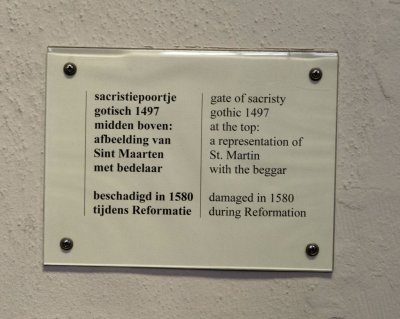 sacristiepoortje
gotisch 1497
midden boven:
afbeelding van
Sint Maarten
met bedelaar
beschadigd in 1580
tijdens Reformatie
gate of sacristy
gothic 1497
at the top:
a representation of
St. Martin
with the beggar
damaged in 1580
during Reformation